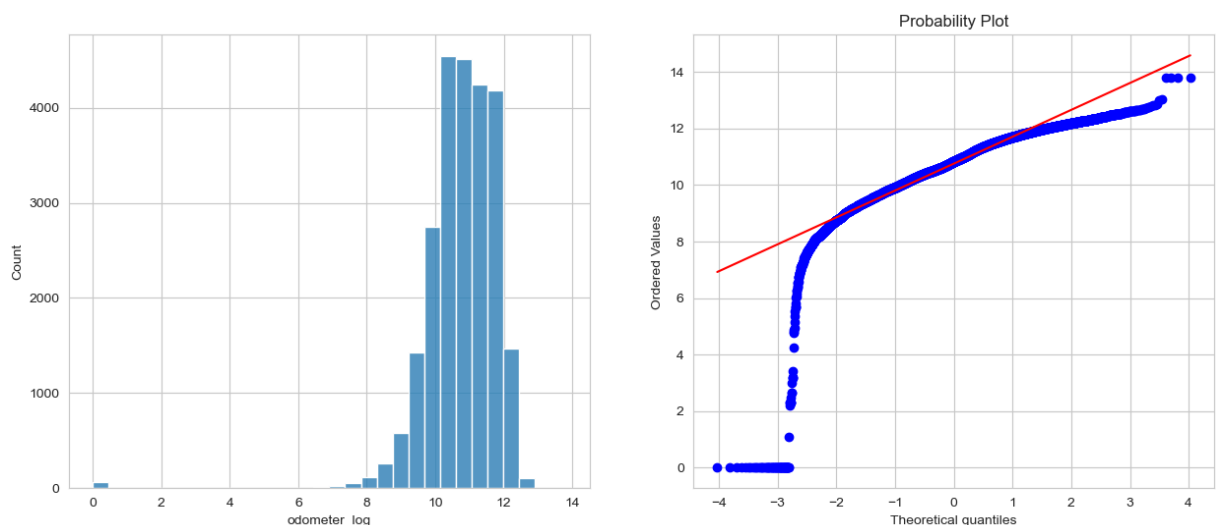 4000
3000
2000
1000
0
Count
0 2 4 6 8 10 12 14
odometer_log
Probability Plot
14
12
10
8
6
4
2
0
Ordered Values
−4 −3 −2 −1 0 1 2 3 4
Theoretical quantiles